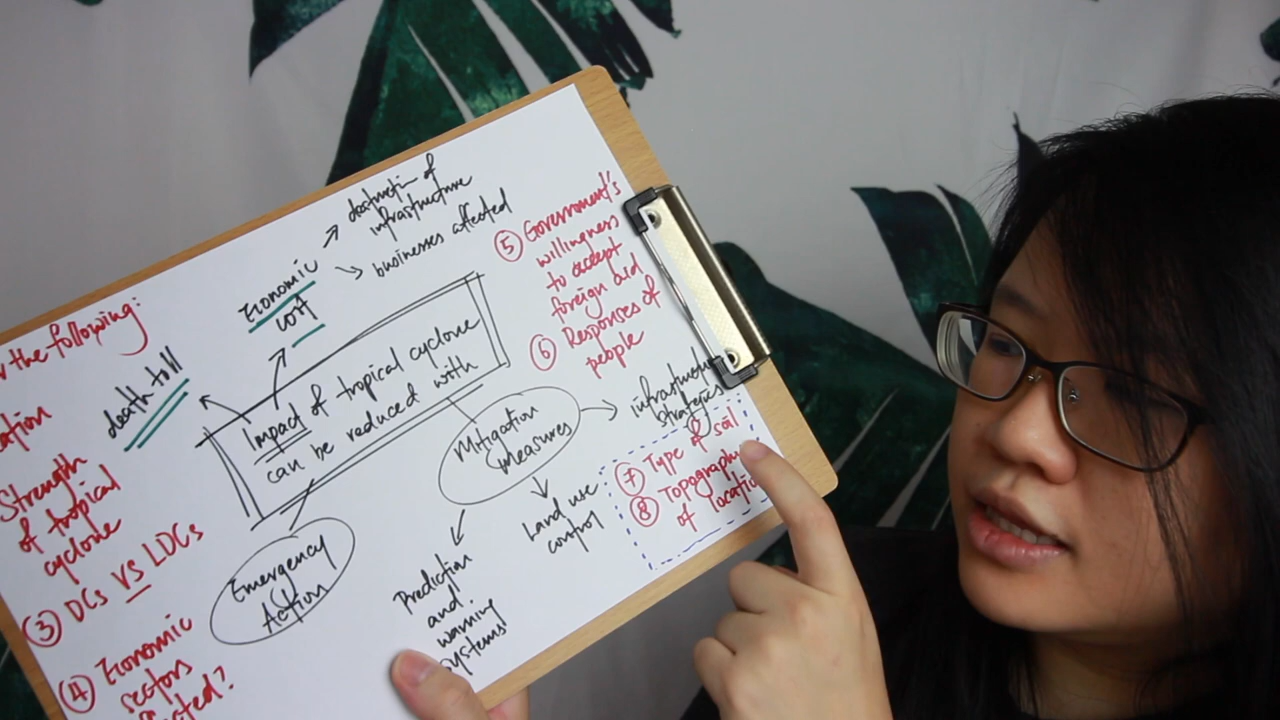 the following:
Strength
of tropical
cyclone
③ DCs VS LDCs
④ Economic
sectors
death toll
Economic
cost
destruction of
infrastructure
businesses affected
Impact of tropical cyclone
can be reduced with
Emergency
Action
Mitigation
Measures
Prediction
and
warning
systems
Land use
control
infrastructure
strategies
⑤ Government's
willingness
to accept
foreign aid
⑥ Responses of
people
⑦ Type of soil
⑧ Topography
of location